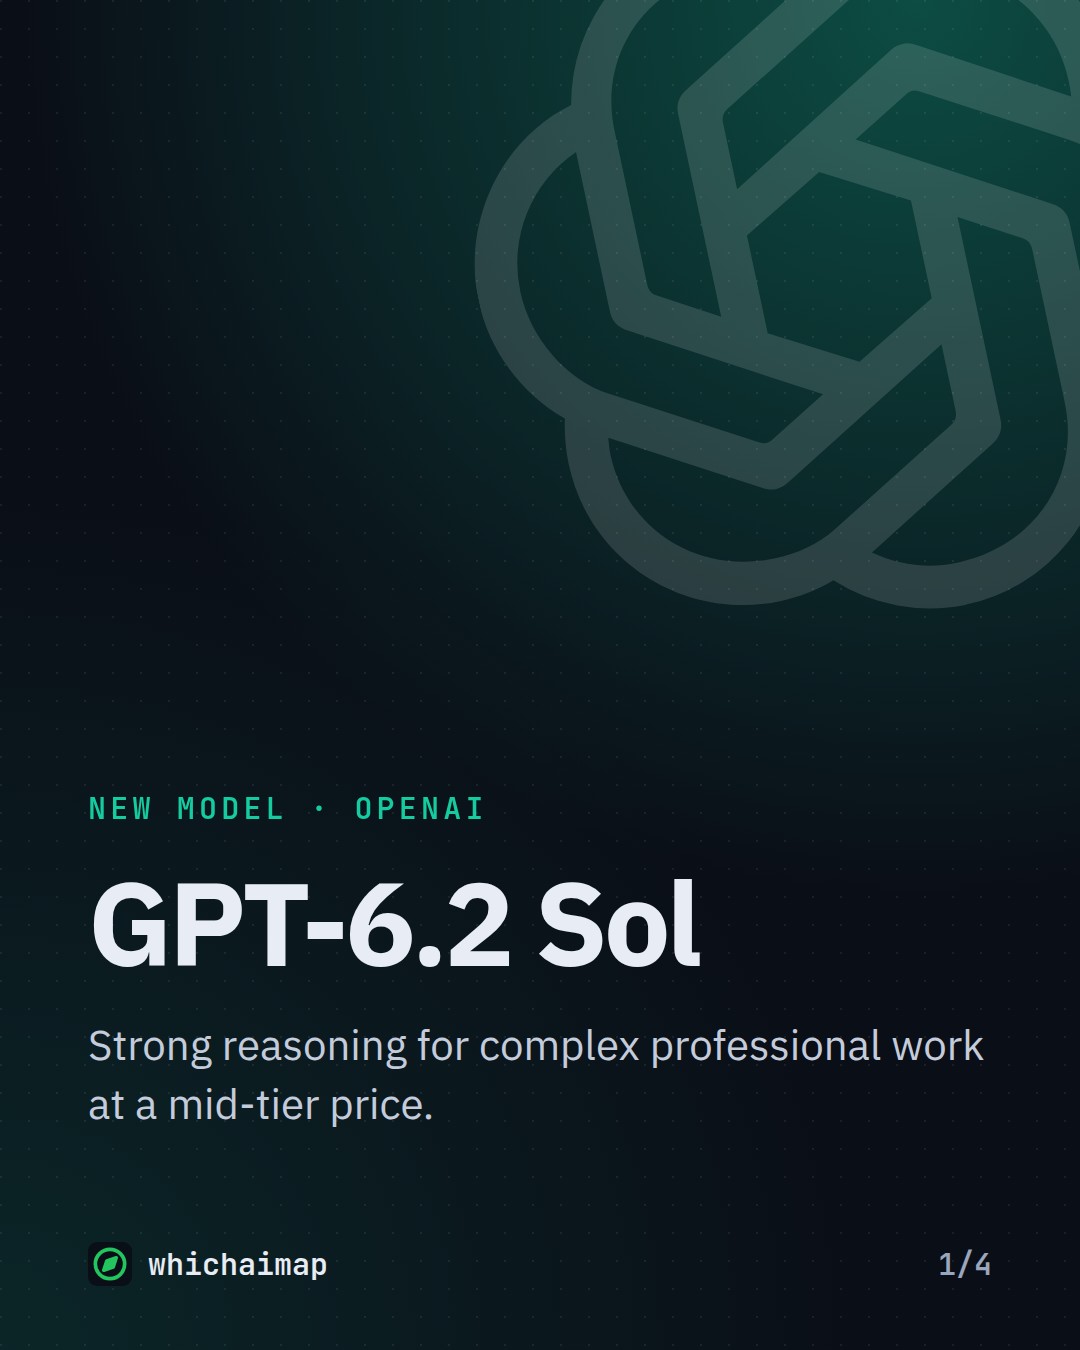 NEW MODEL · OPENAI
GPT-6.2 Sol
Strong reasoning for complex professional work
at a mid-tier price.
whichaimap
1/4